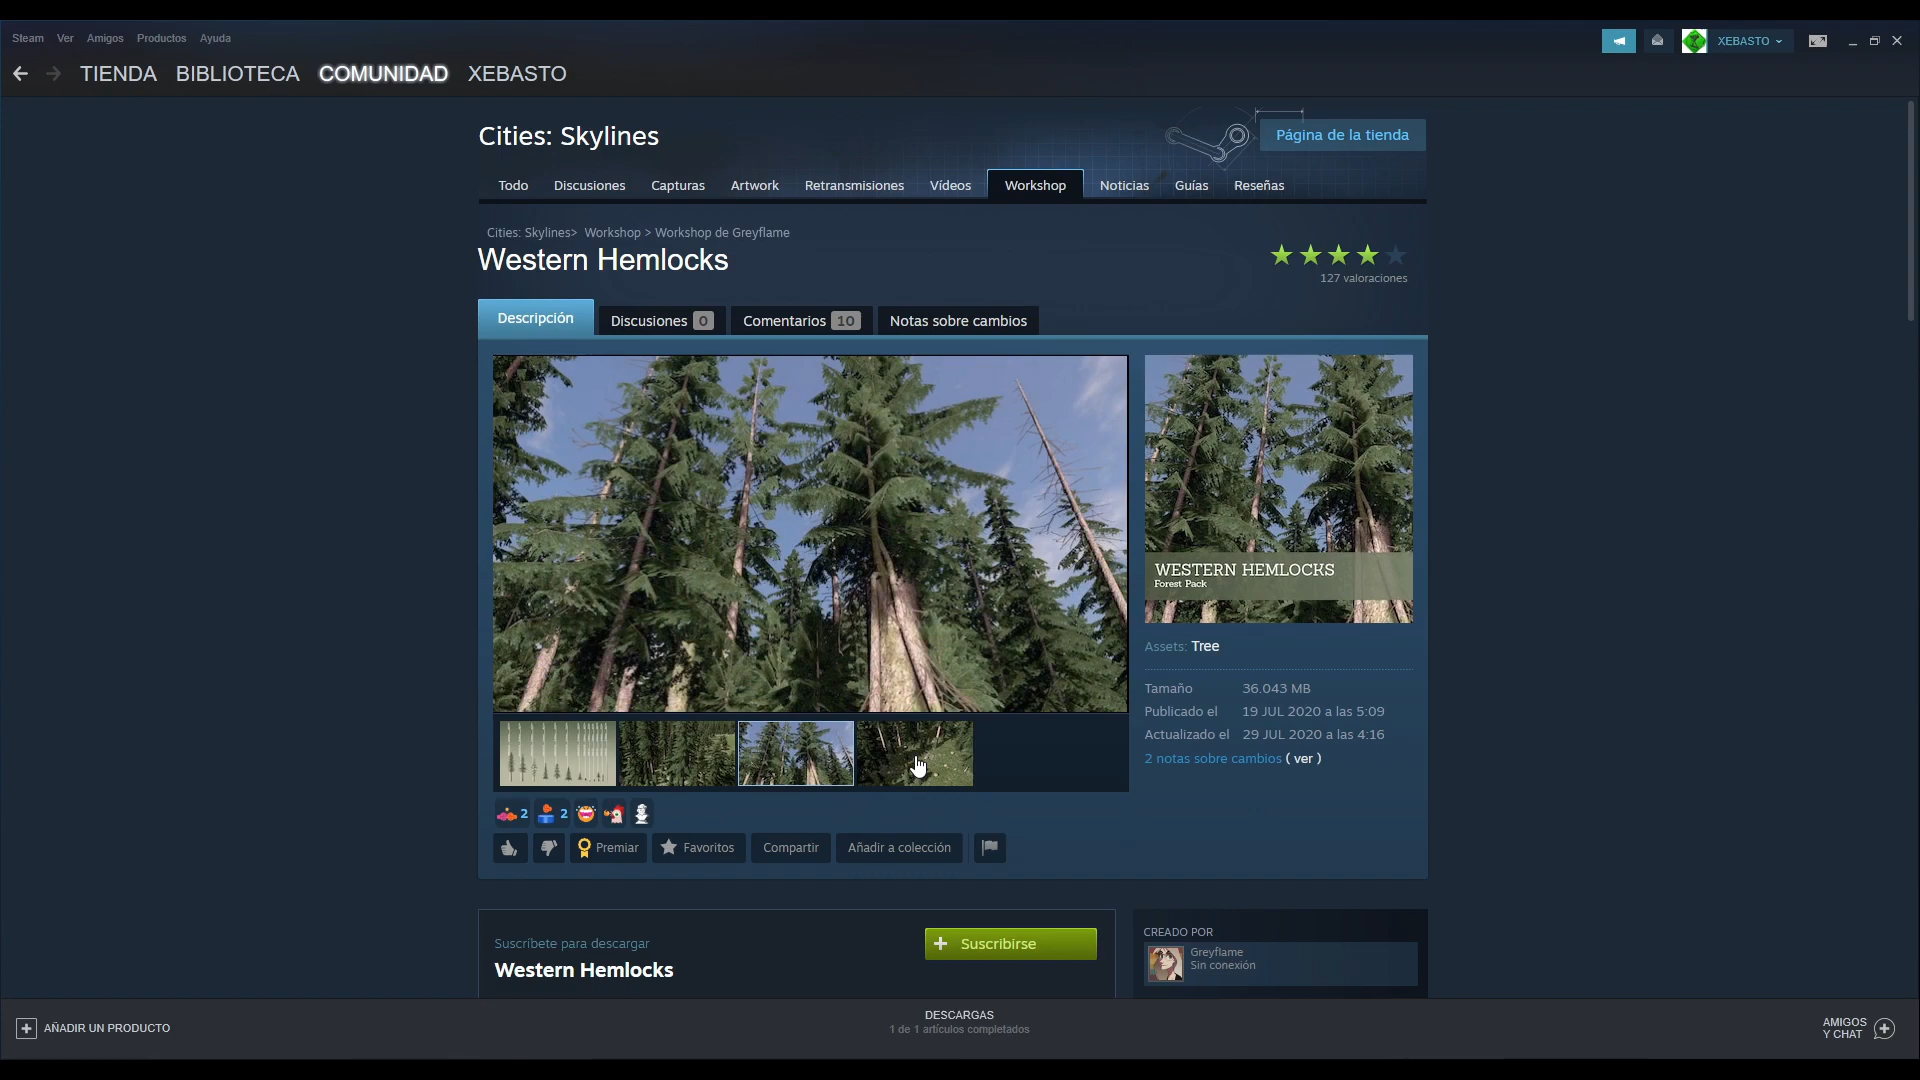 Steam Ver Amigos Productos Ayuda
XEBASTO
TIENDA BIBLIOTECA COMUNIDAD XEBASTO
Cities: Skylines
Página de la tienda
Todo Discusiones Capturas Artwork Retransmisiones Vídeos Workshop Noticias Guías Reseñas
Cities: Skylines> Workshop > Workshop de Greyflame
Western Hemlocks
127 valoraciones
Descripción Discusiones 0 Comentarios 10 Notas sobre cambios
WESTERN HEMLOCKS
Forest Pack
Assets: Tree
Tamaño 36.043 MB
Publicado el 19 JUL 2020 a las 5:09
Actualizado el 29 JUL 2020 a las 4:16
2 notas sobre cambios ( ver )
2 2
Premiar Favoritos Compartir Añadir a colección
Suscríbete para descargar
Western Hemlocks
Suscribirse
CREADO POR
Greyflame
Sin conexión
AÑADIR UN PRODUCTO
DESCARGAS
1 de 1 artículos completados
AMIGOS
Y CHAT